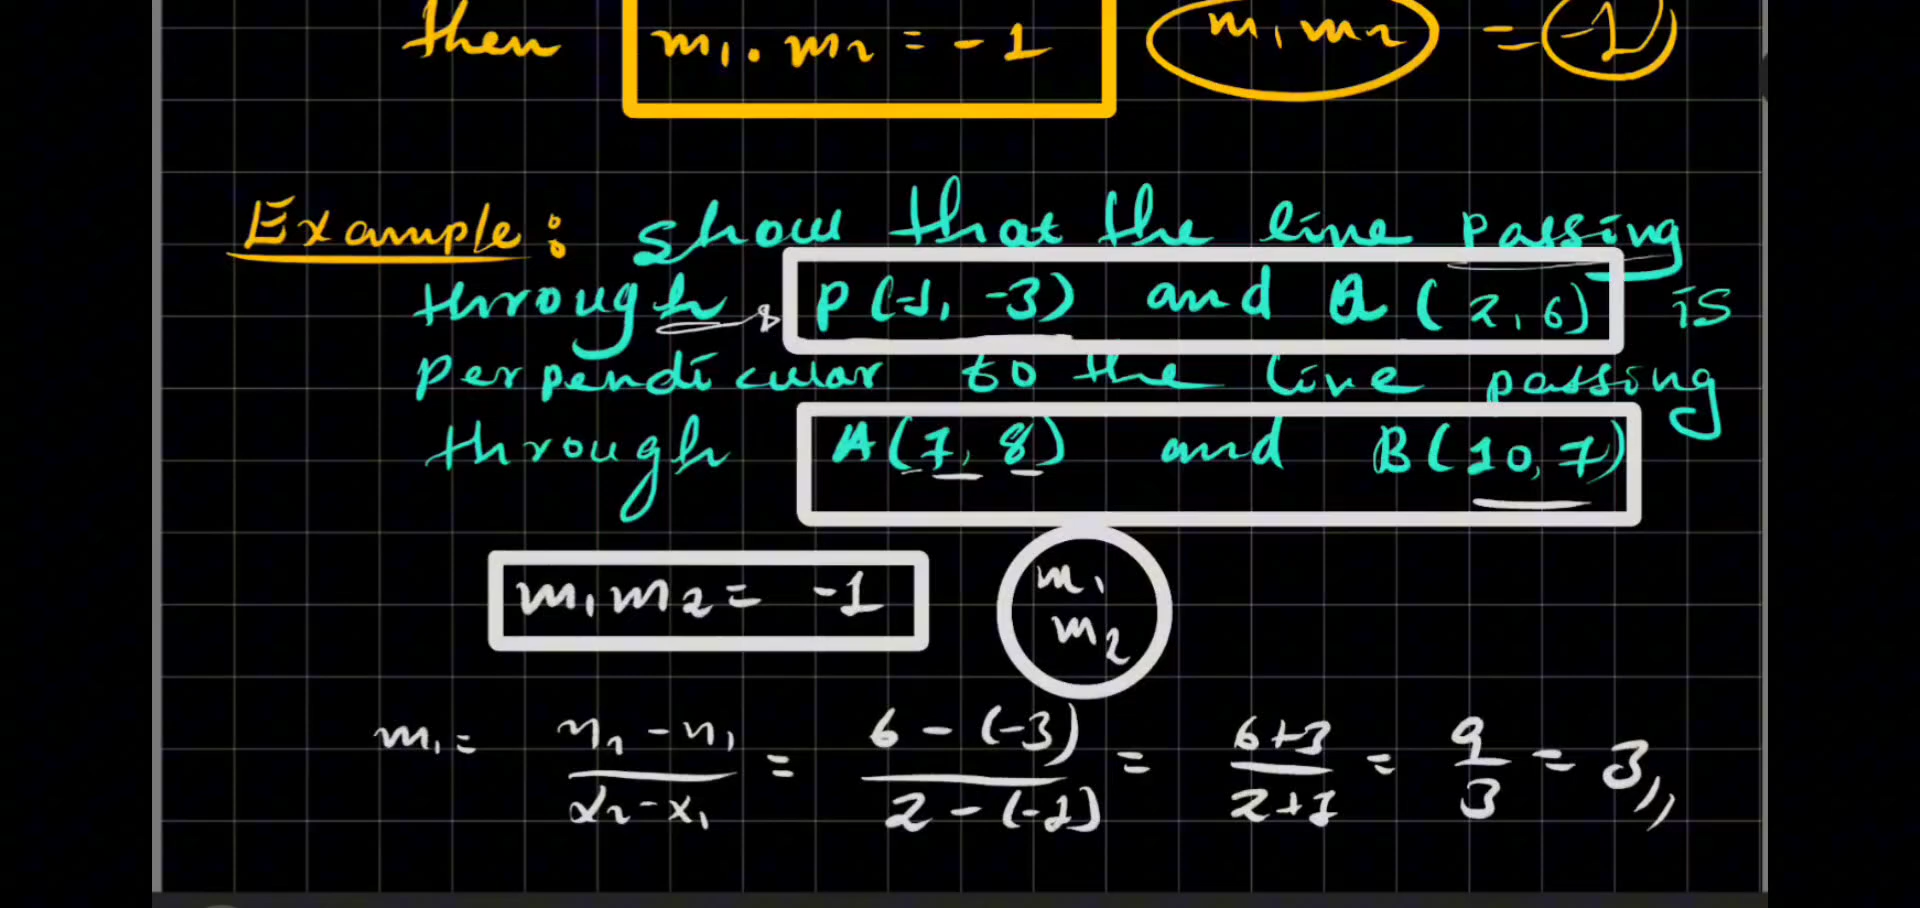 then m₁ . m₂ = -1 m₁m₂ = -1
Example: show that the line passing
through P(-1, -3) and Q(2, 6) is
perpendicular to the line passing
through A(7, 8) and B(10, 7)
m₁m₂ = -1 m₁
m₂
m₁ = y₂ - y₁ / x₂ - x₁ = 6 - (-3) / 2 - (-1) = 6+3 / 2+1 = 9 / 3 = 3,,